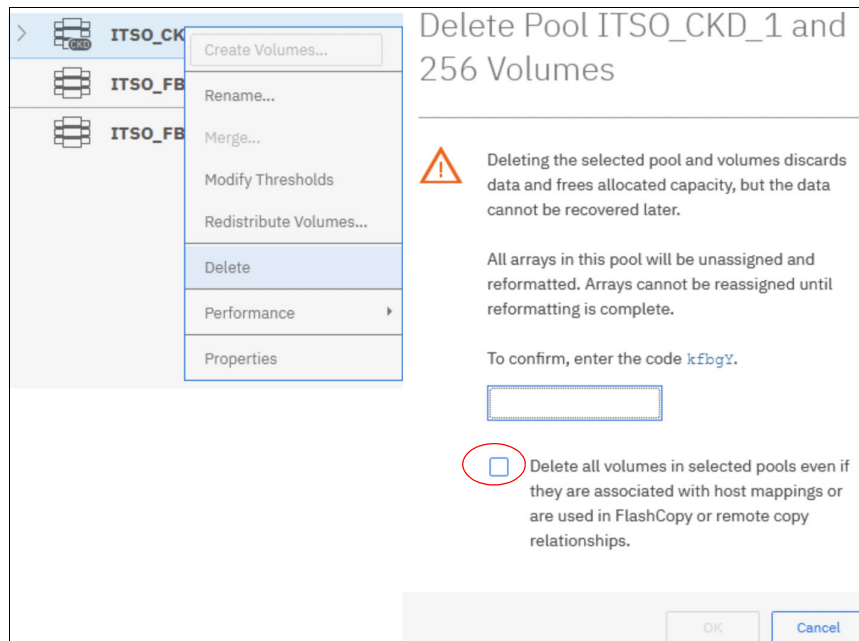 ITSO_CK
CKD
ITSO_FB
ITSO_FB
Create Volumes...
Rename...
Merge...
Modify Thresholds
Redistribute Volumes...
Delete
Performance
Properties
Delete Pool ITSO_CKD_1 and
256 Volumes
Deleting the selected pool and volumes discards
data and frees allocated capacity, but the data
cannot be recovered later.
All arrays in this pool will be unassigned and
reformatted. Arrays cannot be reassigned until
reformatting is complete.
To confirm, enter the code kfbgY.
Delete all volumes in selected pools even if
they are associated with host mappings or
are used in FlashCopy or remote copy
relationships.
OK
Cancel